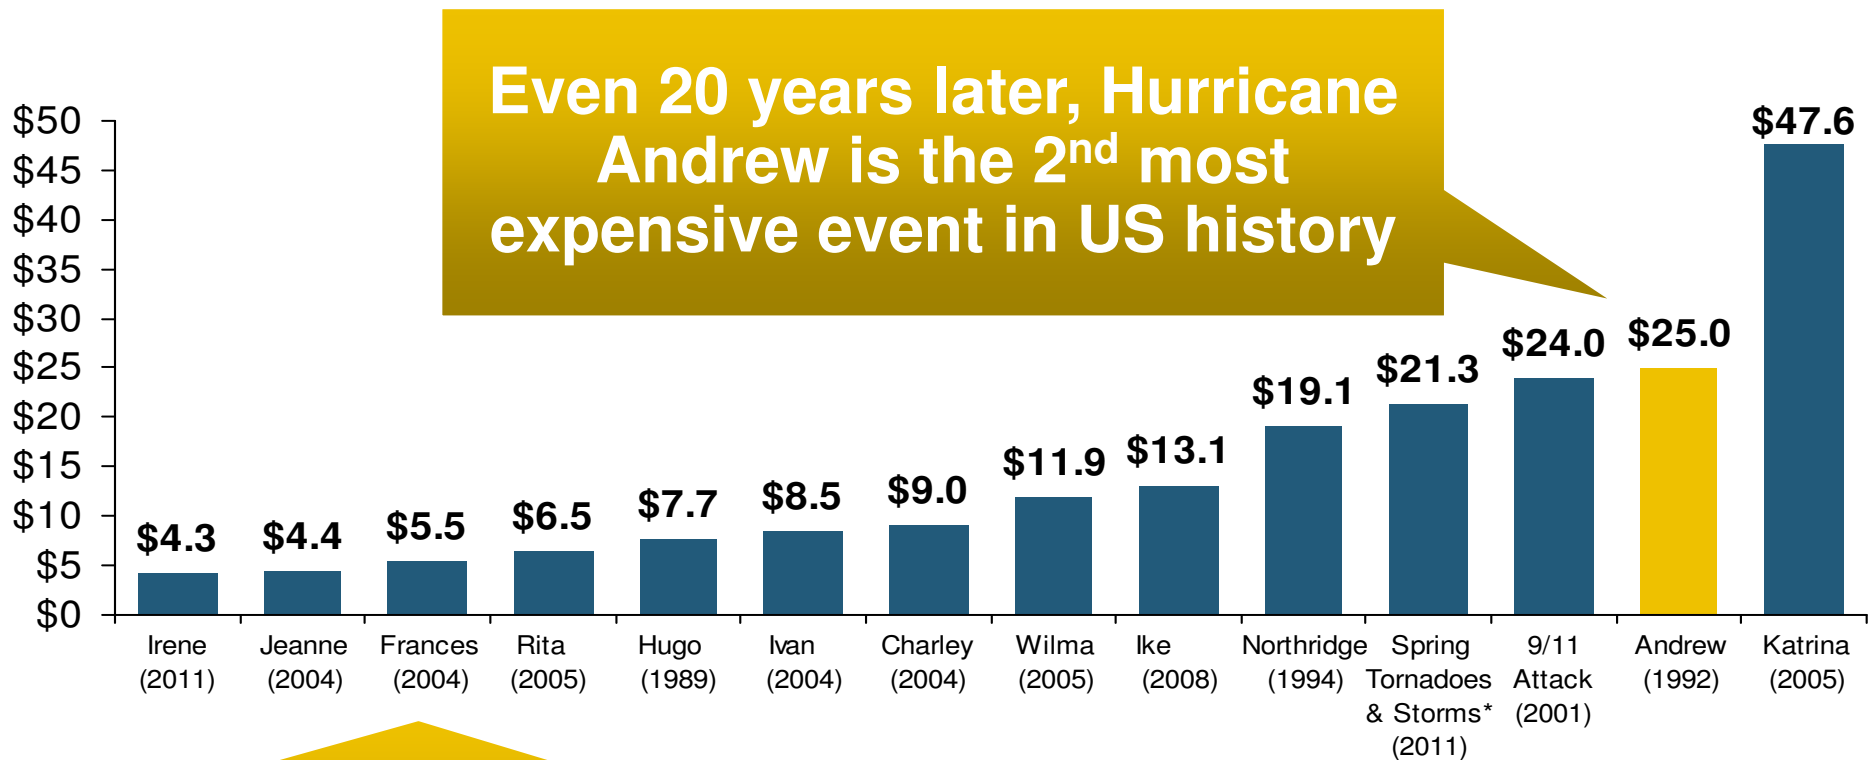 Even 20 years later, Hurricane
Andrew is the 2nd most
expensive event in US history
$50
$45
$40
$35
$30
$25
$20
$15
$10
$5
$0
$4.3
$4.4
$5.5
$6.5
$7.7
$8.5
$9.0
$11.9
$13.1
$19.1
$21.3
$24.0
$25.0
$47.6
Irene
(2011)
Jeanne
(2004)
Frances
(2004)
Rita
(2005)
Hugo
(1989)
Ivan
(2004)
Charley
(2004)
Wilma
(2005)
Ike
(2008)
Northridge
(1994)
Spring
Tornadoes
& Storms*
(2011)
9/11
Attack
(2001)
Andrew
(1992)
Katrina
(2005)